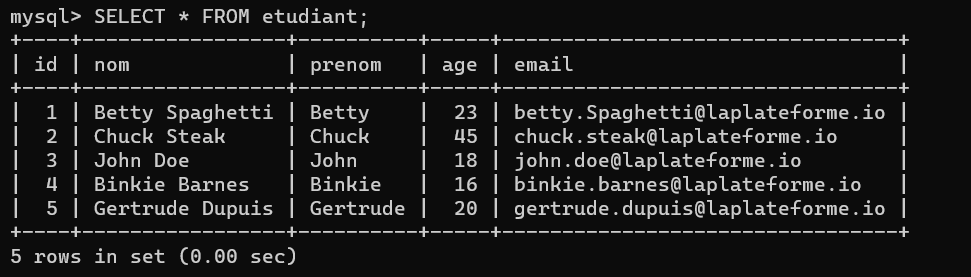 mysql> SELECT * FROM etudiant;
+----+-----------------+----------+-----+---------------------------------+
| id | nom             | prenom   | age | email                           |
+----+-----------------+----------+-----+---------------------------------+
|  1 | Betty Spaghetti | Betty    |  23 | betty.Spaghetti@laplateforme.io |
|  2 | Chuck Steak     | Chuck    |  45 | chuck.steak@laplateforme.io     |
|  3 | John Doe        | John     |  18 | john.doe@laplateforme.io        |
|  4 | Binkie Barnes   | Binkie   |  16 | binkie.barnes@laplateforme.io   |
|  5 | Gertrude Dupuis | Gertrude |  20 | gertrude.dupuis@laplateforme.io |
+----+-----------------+----------+-----+---------------------------------+
5 rows in set (0.00 sec)